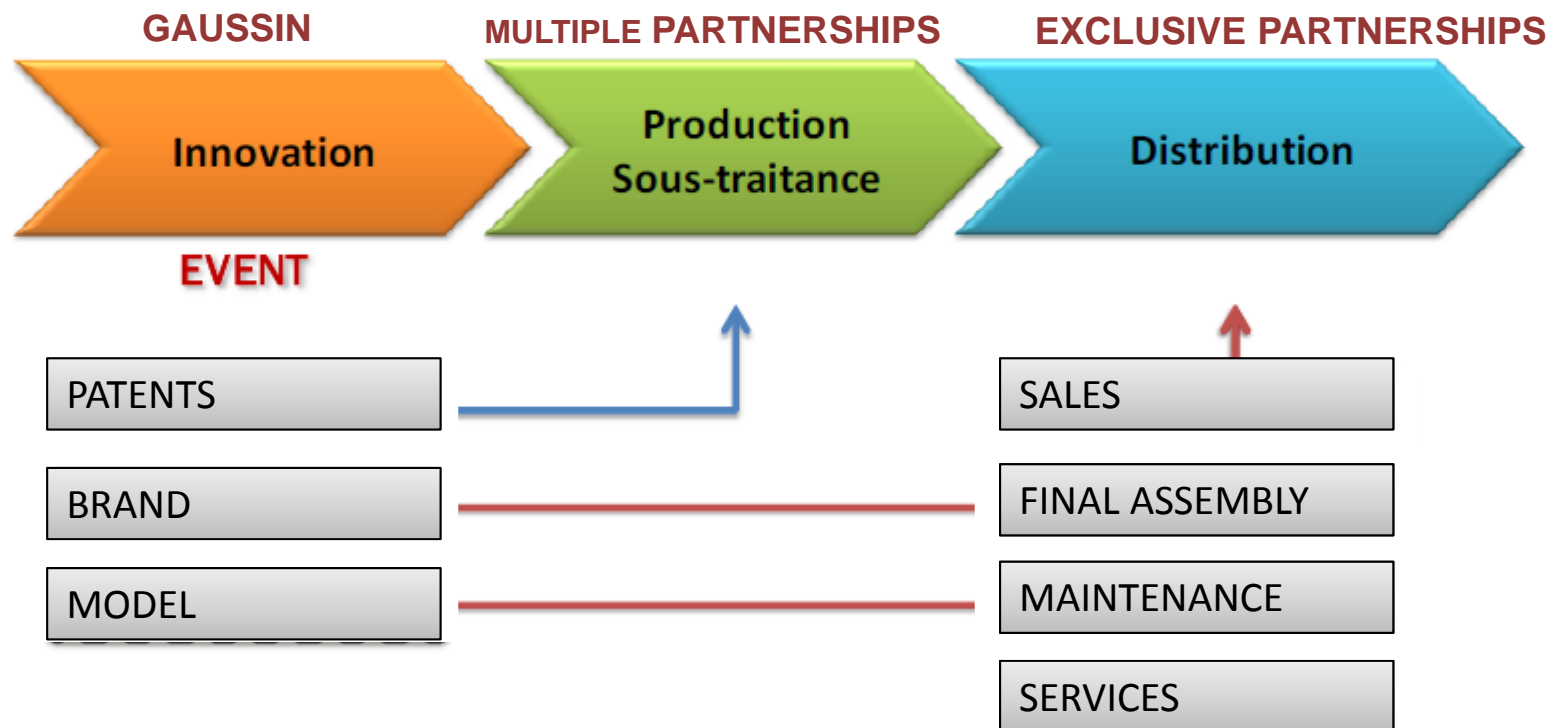 GAUSSIN
MULTIPLE PARTNERSHIPS
EXCLUSIVE PARTNERSHIPS
Innovation
Production
Sous-traitance
Distribution
EVENT
PATENTS
BRAND
MODEL
SALES
FINAL ASSEMBLY
MAINTENANCE
SERVICES